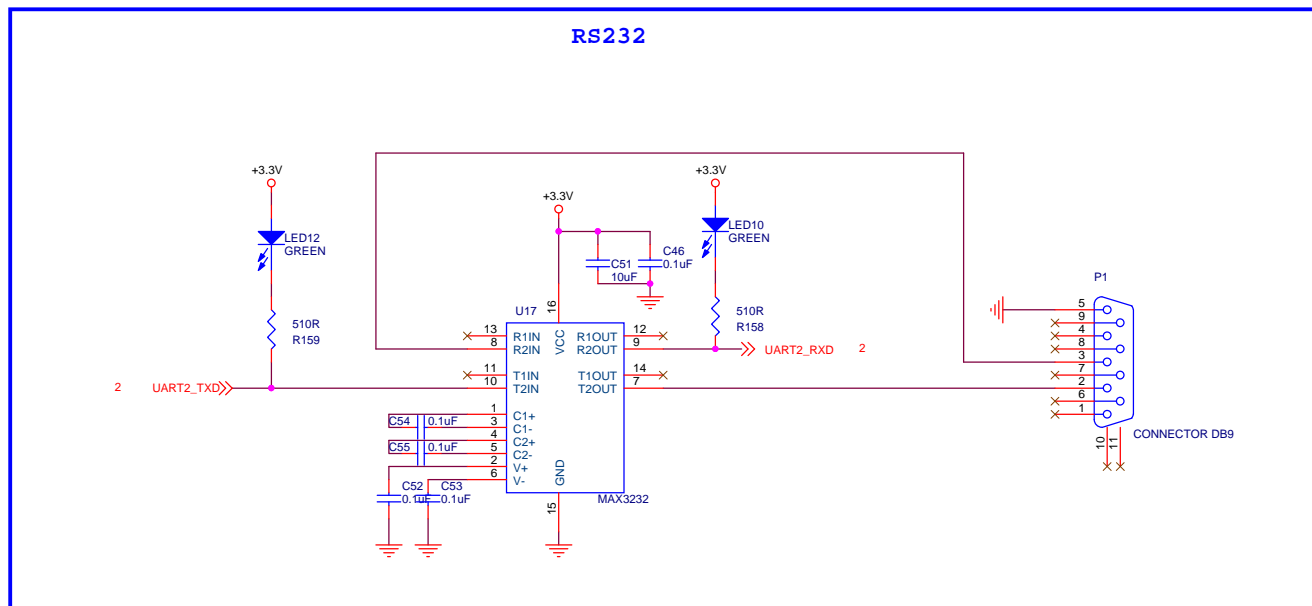 RS232
+3.3V
LED12
GREEN
510R
R159
2 UART2_TXD
+3.3V
C51
10uF
C46
0.1uF
+3.3V
LED10
GREEN
510R
R158
UART2_RXD 2
U17
16
VCC
13 R1IN R1OUT 12
8 R2IN R2OUT 9
11 T1IN T1OUT 14
10 T2IN T2OUT 7
1 C1+
C54 0.1uF
3 C1-
4 C2+
C55 0.1uF
5 C2-
2 V+
6 V-
GND
15
MAX3232
C52
0.1uF
C53
0.1uF
P1
5
9
4
8
3
7
2
6
1
10
11
CONNECTOR DB9